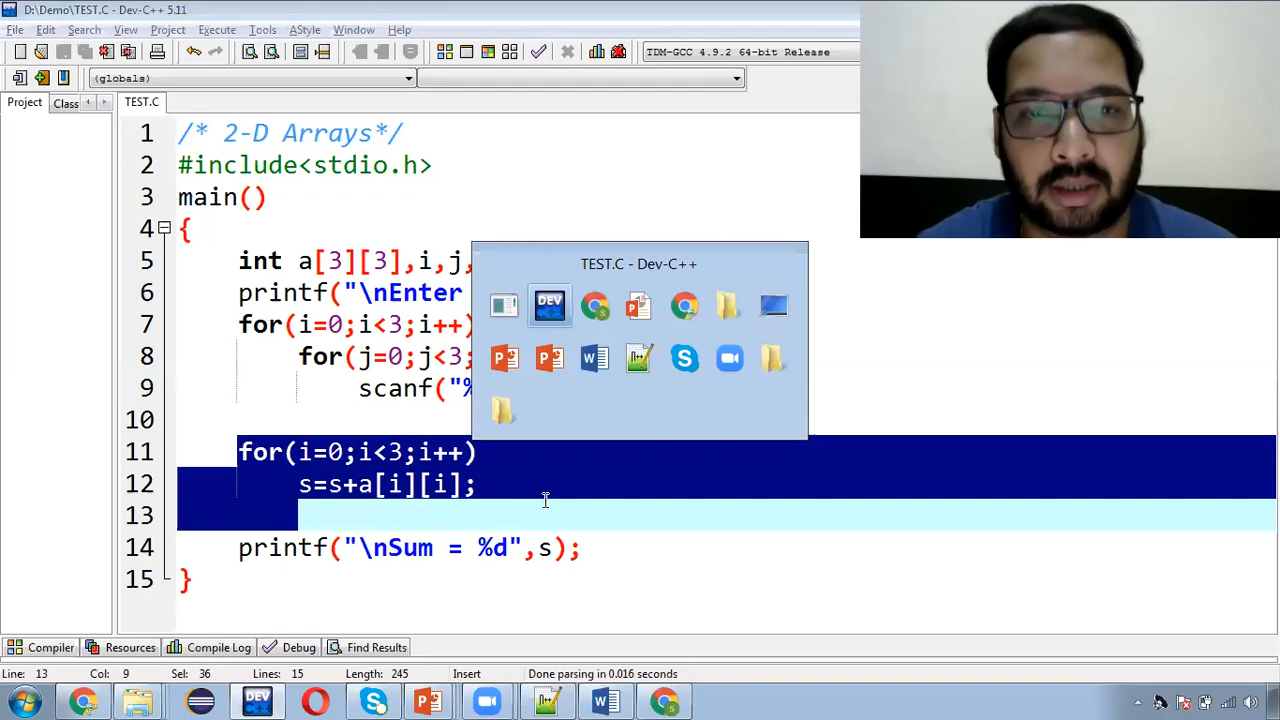 D:\Demo\TEST.C - Dev-C++ 5.11
File Edit Search View Project Execute Tools AStyle Window Help
TDM-GCC 4.9.2 64-bit Release
(globals)
Project Class TEST.C
1 /* 2-D Arrays*/
2 #include<stdio.h>
3 main()
4 {
5 int a[3][3],i,j,
6 printf("\nEnter
7 for(i=0;i<3;i++)
8 for(j=0;j<3;
9 scanf("%
10
11 for(i=0;i<3;i++)
12 s=s+a[i][i];
13
14 printf("\nSum = %d",s);
15 }
TEST.C - Dev-C++
Compiler Resources Compile Log Debug Find Results
Line: 13 Col: 9 Sel: 36 Lines: 15 Length: 245 Insert Done parsing in 0.016 seconds